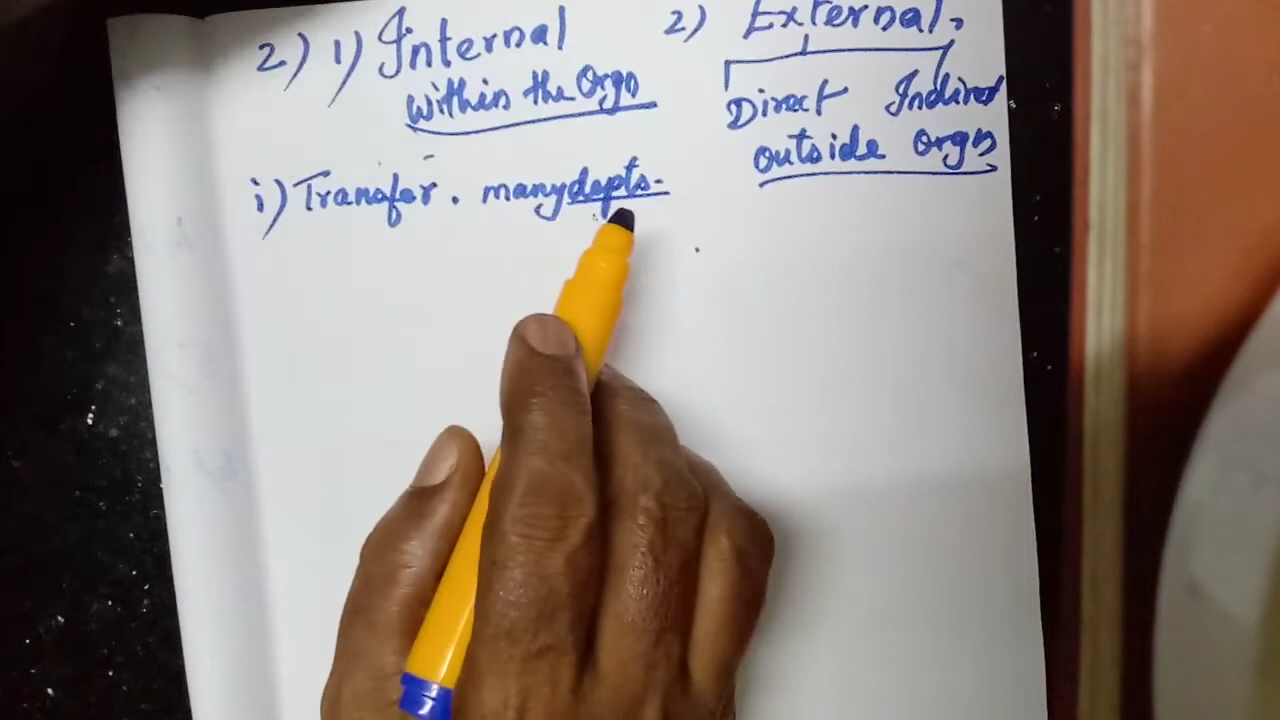 2) 1) Internal 2) External.
within the Orgn Direct Indirect
outside orgn
i) Transfer. many depts.